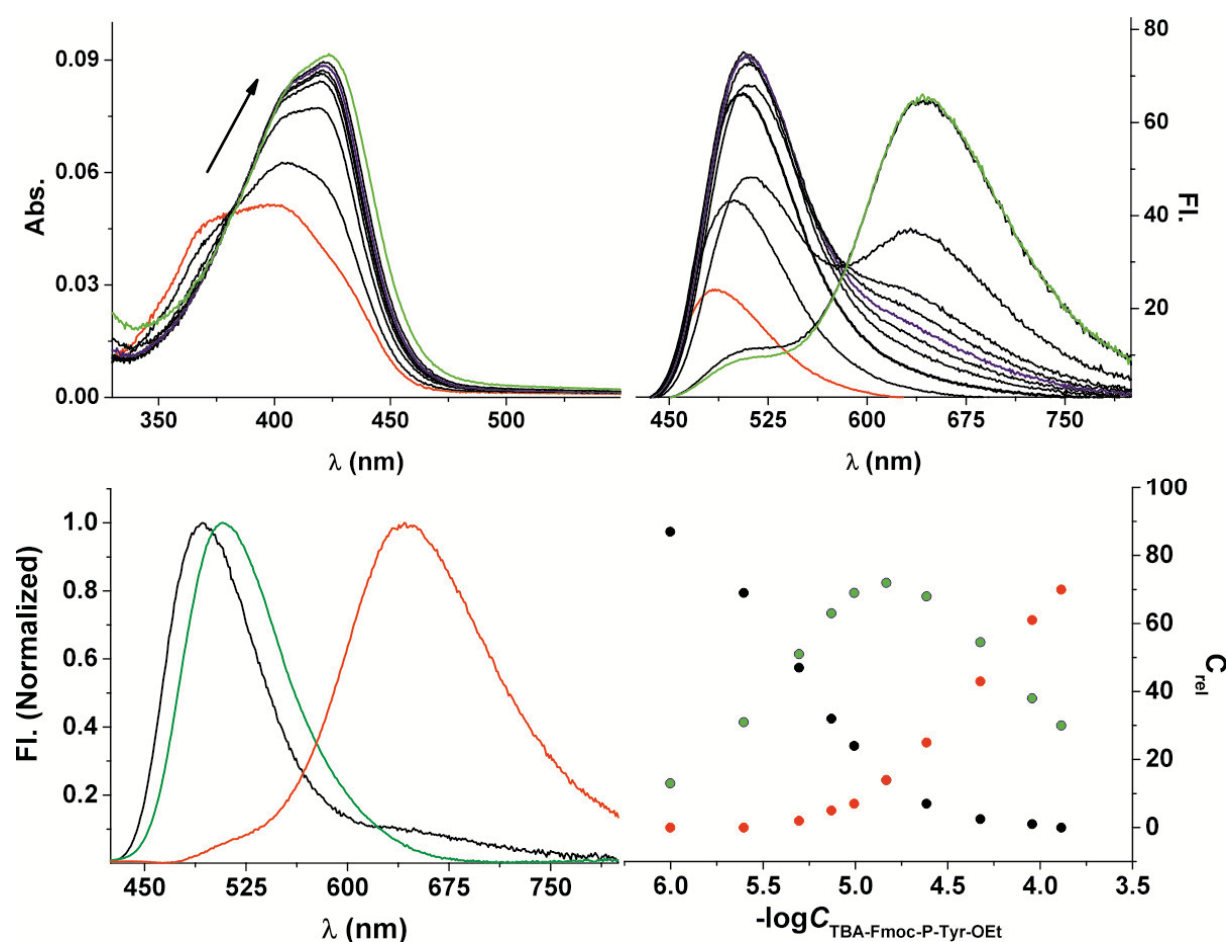 0.09
0.06
0.03
0.00
Abs.
350 400 450 500
λ (nm)
80
60
40
20
Fl.
450 525 600 675 750
λ (nm)
1.0
0.8
0.6
0.4
0.2
Fl. (Normalized)
450 525 600 675 750
λ (nm)
100
80
60
40
20
0
C rel
6.0 5.5 5.0 4.5 4.0 3.5
-logC TBA-Fmoc-P-Tyr-OEt